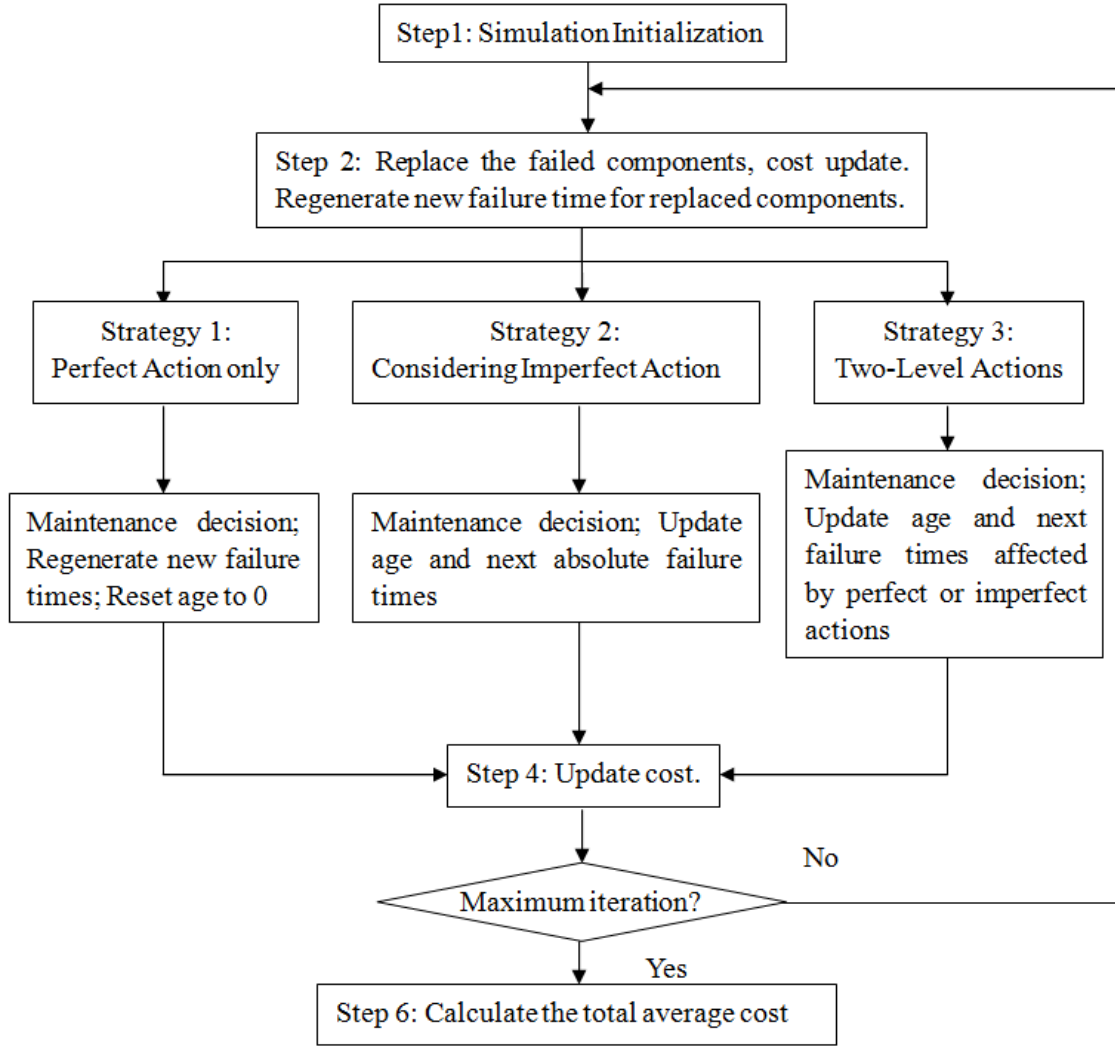 Step1: Simulation Initialization
Step 2: Replace the failed components, cost update.
Regenerate new failure time for replaced components.
Strategy 1:
Perfect Action only
Strategy 2:
Considering Imperfect Action
Strategy 3:
Two-Level Actions
Maintenance decision;
Regenerate new failure
times; Reset age to 0
Maintenance decision; Update
age and next absolute failure
times
Maintenance decision;
Update age and next
failure times affected
by perfect or imperfect
actions
Step 4: Update cost.
No
Maximum iteration?
Yes
Step 6: Calculate the total average cost